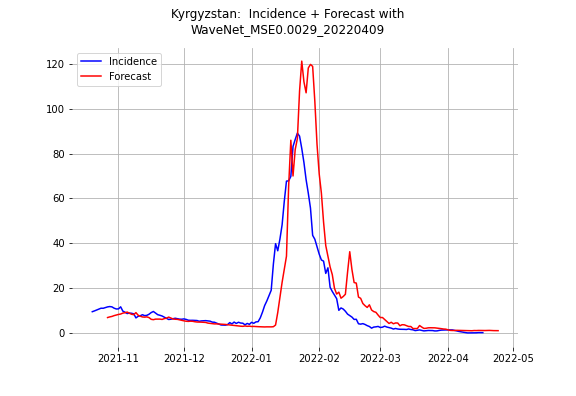 Kyrgyzstan:  Incidence + Forecast with
WaveNet_MSE0.0029_20220409
Incidence
Forecast
120
100
80
60
40
20
0
2021-11 2021-12 2022-01 2022-02 2022-03 2022-04 2022-05